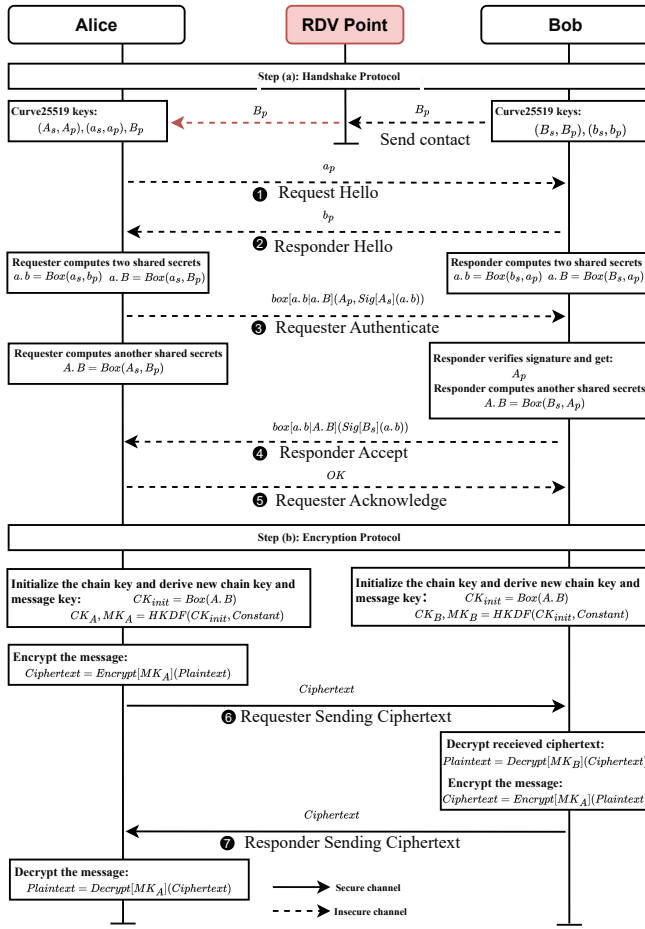 Alice
RDV Point
Bob
Step (a): Handshake Protocol
Curve25519 keys:
(A_s, A_p), (a_s, a_p), B_p
B_p
B_p
Send contact
Curve25519 keys:
(B_s, B_p), (b_s, b_p)
a_p
❶ Request Hello
b_p
❷ Responder Hello
Requester computes two shared secrets
a.b = Box(a_s, b_p) a.B = Box(a_s, B_p)
Responder computes two shared secrets
a.b = Box(b_s, a_p) a.B = Box(B_s, a_p)
box[a.b|a.B](A_p, Sig[A_s](a.b))
❸ Requester Authenticate
Requester computes another shared secrets
A.B = Box(A_s, B_p)
Responder verifies signature and get:
A_p
Responder computes another shared secrets
A.B = Box(B_s, A_p)
box[a.b|A.B](Sig[B_s](a.b))
❹ Responder Accept
OK
❺ Requester Acknowledge
Step (b): Encryption Protocol
Initialize the chain key and derive new chain key and
message key: CK_init = Box(A.B)
CK_A, MK_A = HKDF(CK_init, Constant)
Initialize the chain key and derive new chain key and
message key： CK_init = Box(A.B)
CK_B, MK_B = HKDF(CK_init, Constant)
Encrypt the message:
Ciphertext = Encrypt[MK_A](Plaintext)
Ciphertext
❻ Requester Sending Ciphertext
Decrypt receieved ciphertext:
Plaintext = Decrypt[MK_B](Ciphertext)
Encrypt the message:
Ciphertext = Encrypt[MK_A](Plaintext)
Ciphertext
❼ Responder Sending Ciphertext
Decrypt the message:
Plaintext = Decrypt[MK_A](Ciphertext)
Secure channel
Insecure channel